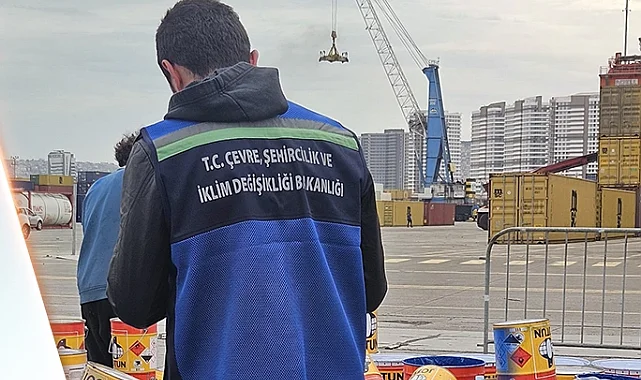 T.C. ÇEVRE, ŞEHİRCİLİK VE
İKLİM DEĞİŞİKLİĞİ BAKANLIĞI